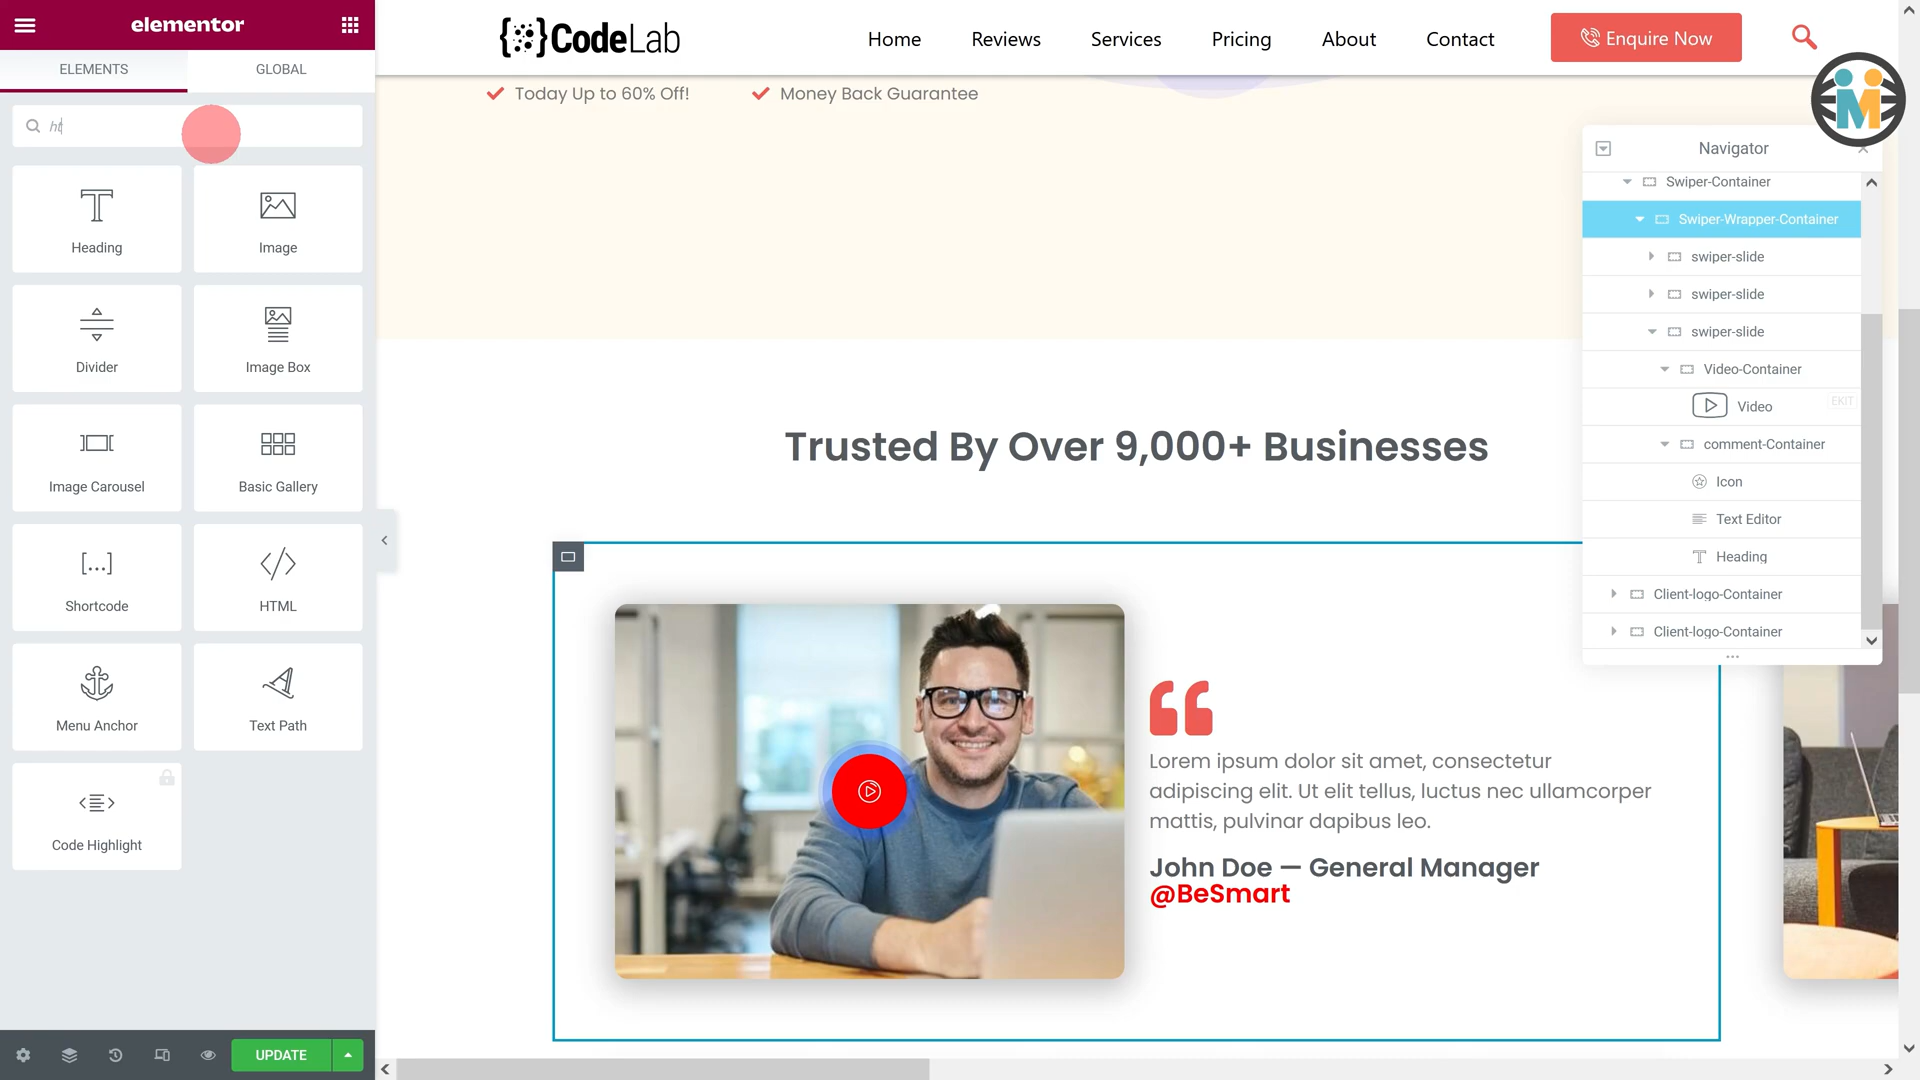 elementor
ELEMENTS
GLOBAL
ht
Heading
Image
Divider
Image Box
Image Carousel
Basic Gallery
[...]
Shortcode
HTML
Menu Anchor
Text Path
Code Highlight
UPDATE
{ }CodeLab
Home
Reviews
Services
Pricing
About
Contact
Enquire Now
M
Today Up to 60% Off!
Money Back Guarantee
Trusted By Over 9,000+ Businesses
Lorem ipsum dolor sit amet, consectetur
adipiscing elit. Ut elit tellus, luctus nec ullamcorper
mattis, pulvinar dapibus leo.
John Doe — General Manager
@BeSmart
Navigator
Swiper-Container
Swiper-Wrapper-Container
swiper-slide
swiper-slide
swiper-slide
Video-Container
Video
EKIT
comment-Container
Icon
Text Editor
Heading
Client-logo-Container
Client-logo-Container